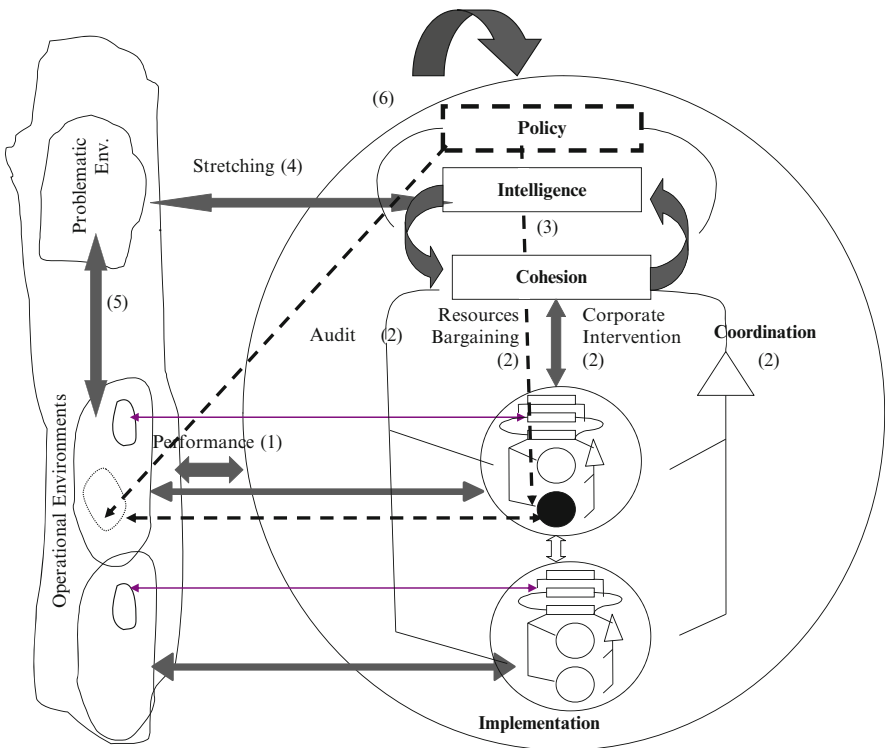 (6)
Policy
Problematic
Env.
Stretching (4)
Intelligence
(3)
Cohesion
(5)
Resources
Bargaining
(2)
Corporate
Intervention
(2)
Audit (2)
Coordination
(2)
Performance (1)
Operational Environments
Implementation